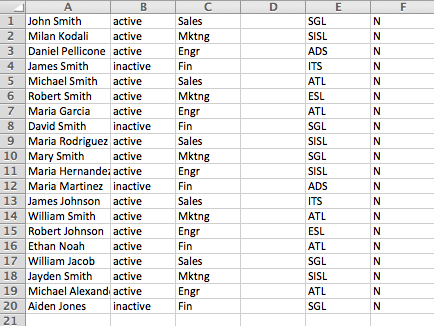 A B C D E F
1 John Smith active Sales SGL N
2 Milan Kodali active Mktng SISL N
3 Daniel Pellicone active Engr ADS N
4 James Smith inactive Fin ITS N
5 Michael Smith active Sales ATL N
6 Robert Smith active Mktng ESL N
7 Maria Garcia active Engr ATL N
8 David Smith inactive Fin SGL N
9 Maria Rodriguez active Sales SISL N
10 Mary Smith active Mktng SGL N
11 Maria Hernandez active Engr SISL N
12 Maria Martinez inactive Fin ADS N
13 James Johnson active Sales ITS N
14 William Smith active Mktng ATL N
15 Robert Johnson active Engr ESL N
16 Ethan Noah active Fin ATL N
17 William Jacob active Sales SGL N
18 Jayden Smith active Mktng SISL N
19 Michael Alexand active Engr ATL N
20 Aiden Jones inactive Fin SGL N
21